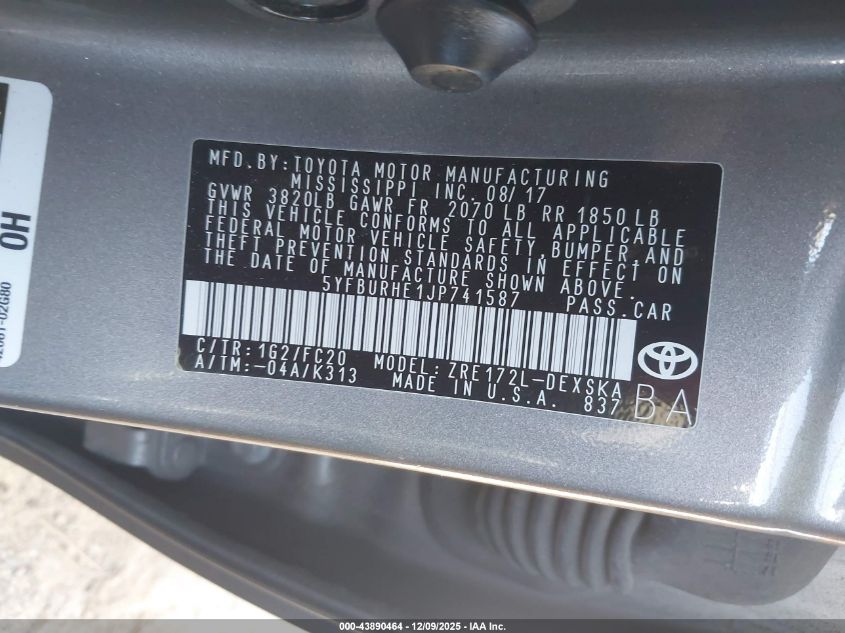 MFD. BY: TOYOTA MOTOR MANUFACTURING
MISSISSIPPI INC. 08/17
GVWR 3820LB GAWR FR 2070 LB RR 1850 LB
THIS VEHICLE CONFORMS TO ALL APPLICABLE
FEDERAL MOTOR VEHICLE SAFETY, BUMPER, AND
THEFT PREVENTION STANDARDS IN EFFECT ON
THE DATE OF MANUFACTURE SHOWN ABOVE.
5YFBURHE1JP741587 PASS. CAR
C/TR: 1G2/FC20 MODEL: ZRE172L-DEXSKA
A/TM: -04A/K313 MADE IN U.S.A. 837
BA
OH
000-43890464 - 12/09/2025 - IAA Inc.